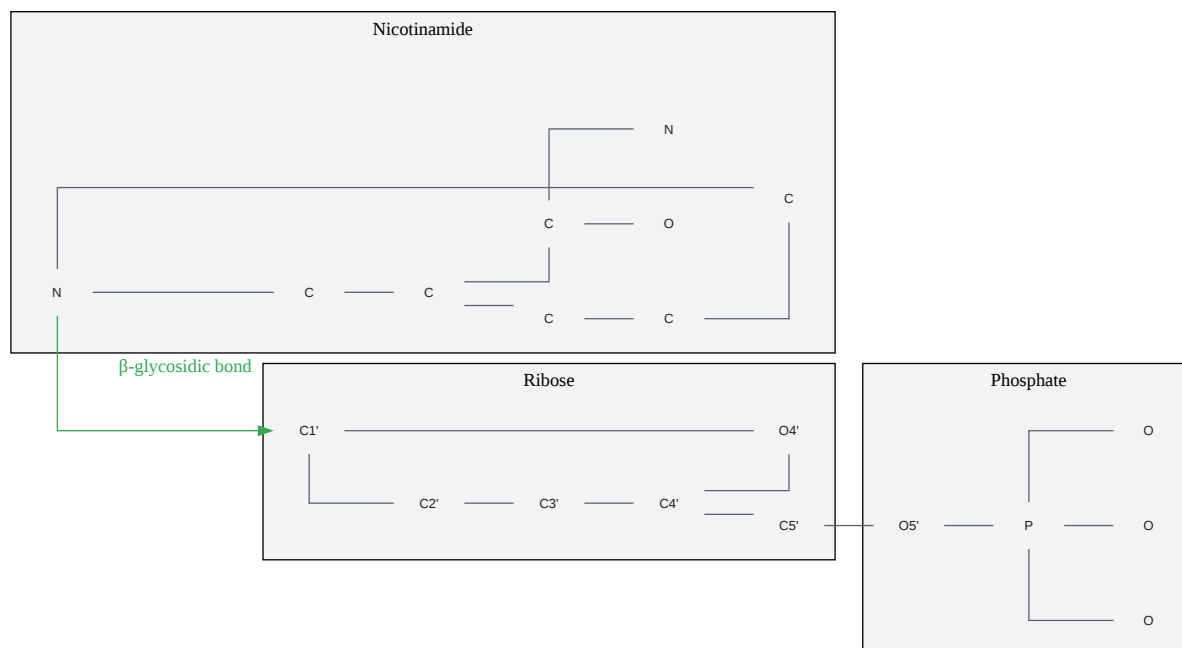 Nicotinamide
N
C
C O
N C C
C C
β-glycosidic bond
Ribose
C1' O4'
C2' C3' C4'
C5'
Phosphate
O
O5' P O
O